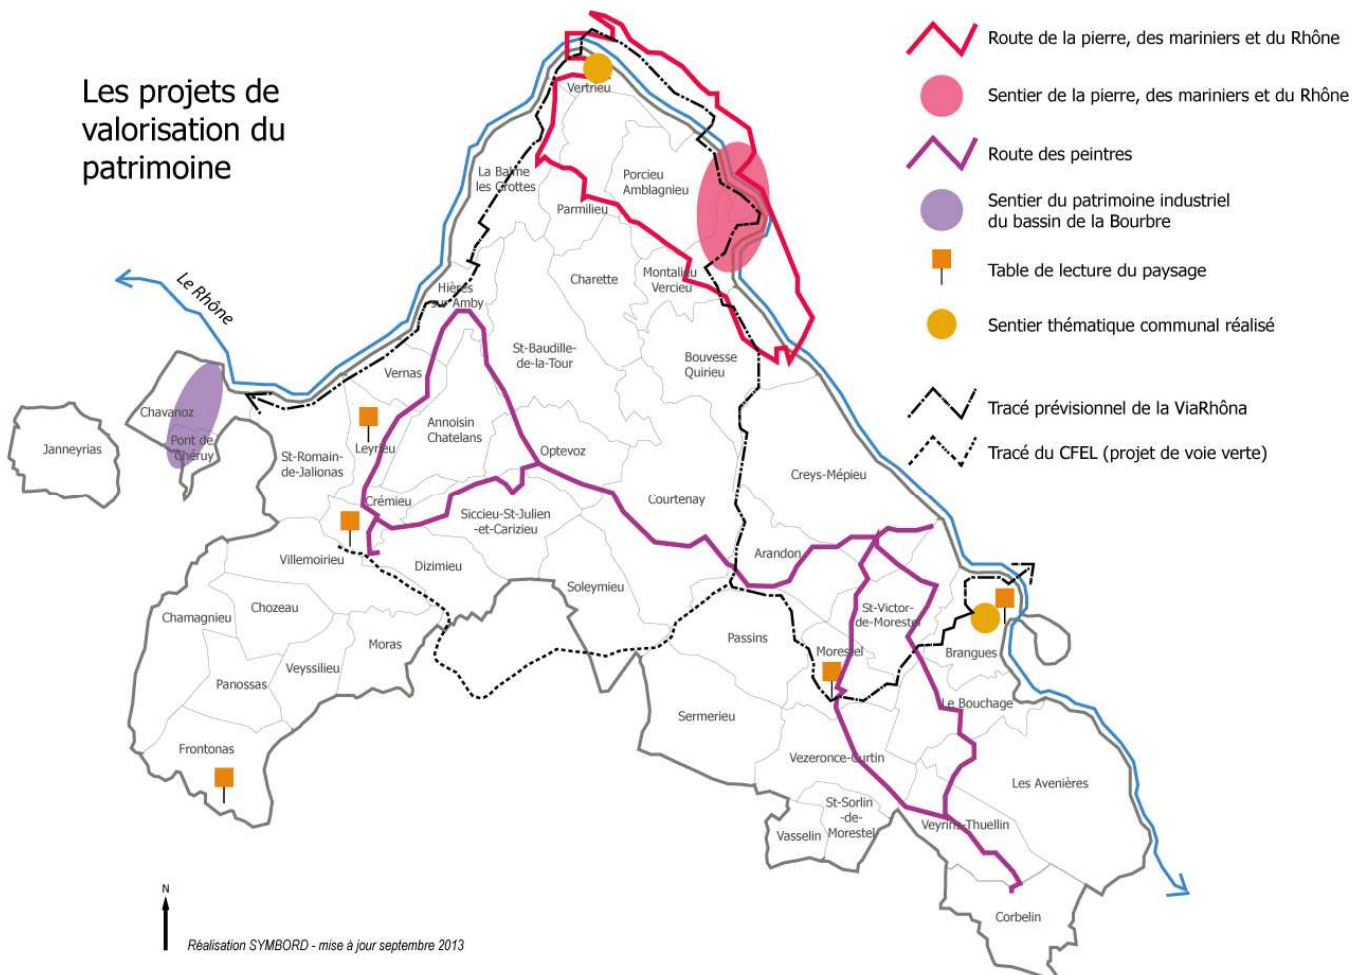 Les projets de
valorisation du
patrimoine
Route de la pierre, des mariniers et du Rhône
Sentier de la pierre, des mariniers et du Rhône
Route des peintres
Sentier du patrimoine industriel
du bassin de la Bourbre
Table de lecture du paysage
Sentier thématique communal réalisé
Tracé prévisionnel de la ViaRhôna
Tracé du CFEL (projet de voie verte)
Vertrieu
La Balme
les Grottes
Porcieu
Amblagnieu
Parmilieu
Le Rhône
Hières
sur Amby
Charette
Montalieu
Vercieu
St-Baudille-
de-la-Tour
Bouvesse
Quirieu
Vernas
Chavanoz
Janneyrias
Pont de
Chéruy
Leyrieu
Annoisin
Chatelans
St-Romain-
de-Jalionas
Optevoz
Creys-Mépieu
Crémieu
Courtenay
Siccieu-St-Julien
-et-Carizieu
Villemoirieu
Dizimieu
Arandon
Soleymieu
Chozeau
Chamagnieu
St-Victor-
de-Morestel
Passins
Moras
Morestel
Brangues
Veyssilieu
Panossas
Le Bouchage
Sermerieu
Frontonas
Vezeronce-Curtin
Les Avenières
St-Sorlin
-de-
Morestel
Vasselin
Veyrins-Thuellin
Corbelin
N
Réalisation SYMBORD - mise à jour septembre 2013